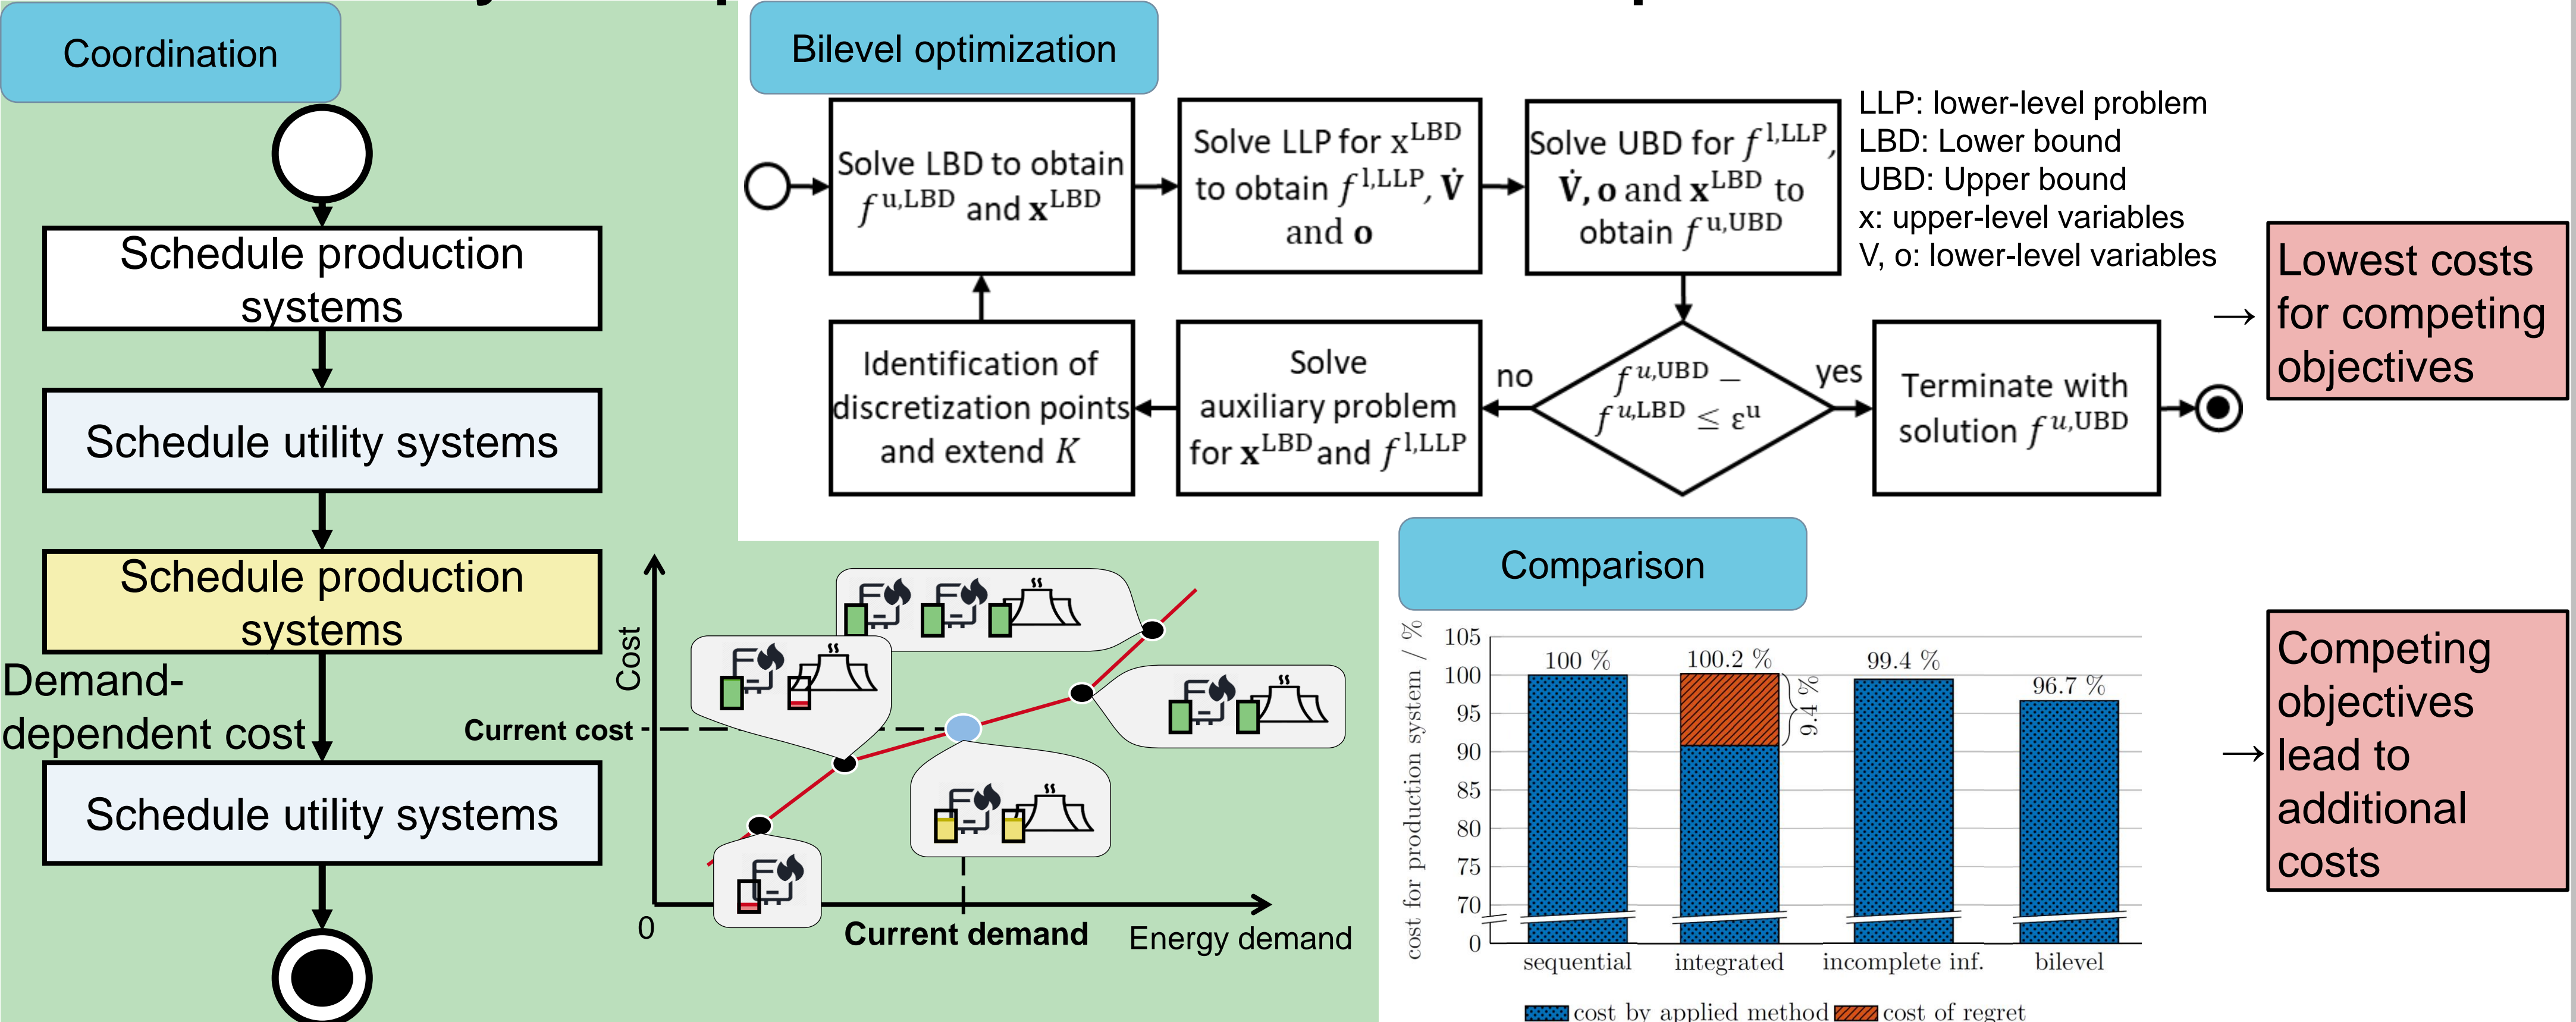 Coordination
Schedule production
systems
Schedule utility systems
Schedule production
systems
Demand-
dependent cost
Schedule utility systems
Cost
Current cost
0
Current demand
Energy demand
Bilevel optimization
Solve LBD to obtain
f u,LBD and x LBD
Solve LLP for x LBD
to obtain f l,LLP, V̇
and o
Solve UBD for f l,LLP,
V̇, o and x LBD to
obtain f u,UBD
LLP: lower-level problem
LBD: Lower bound
UBD: Upper bound
x: upper-level variables
V, o: lower-level variables
Identification of
discretization points
and extend K
Solve
auxiliary problem
for x LBD and f l,LLP
no
f u,UBD −
f u,LBD ≤ ε u
yes
Terminate with
solution f u,UBD
→
Lowest costs
for competing
objectives
Comparison
cost for production system / %
105
100
95
90
85
80
75
70
0
100 %
100.2 %
99.4 %
96.7 %
9.4 %
sequential
integrated
incomplete inf.
bilevel
cost by applied method
cost of regret
→
Competing
objectives
lead to
additional
costs